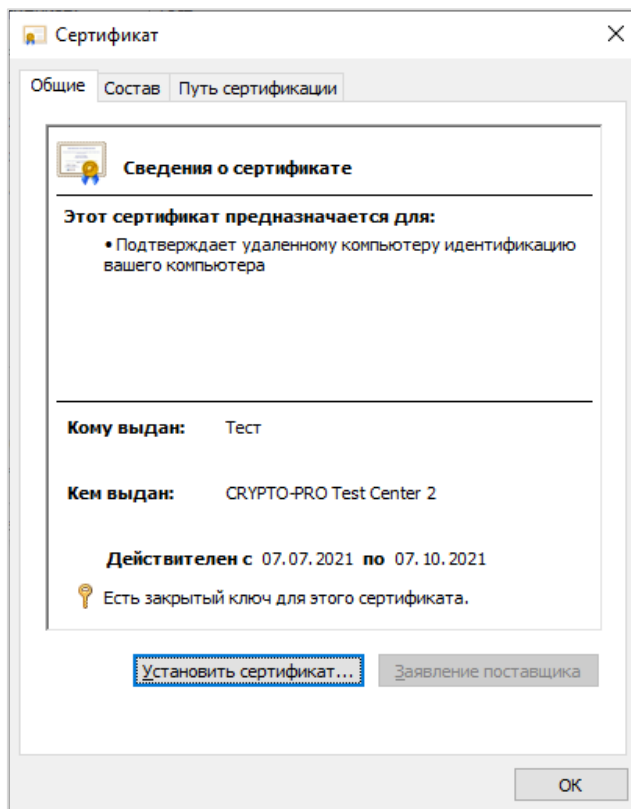 Сертификат
Общие Состав Путь сертификации
Сведения о сертификате
Этот сертификат предназначается для:
• Подтверждает удаленному компьютеру идентификацию
вашего компьютера
Кому выдан: Тест
Кем выдан: CRYPTO-PRO Test Center 2
Действителен с 07.07.2021 по 07.10.2021
Есть закрытый ключ для этого сертификата.
Установить сертификат... Заявление поставщика
ОК